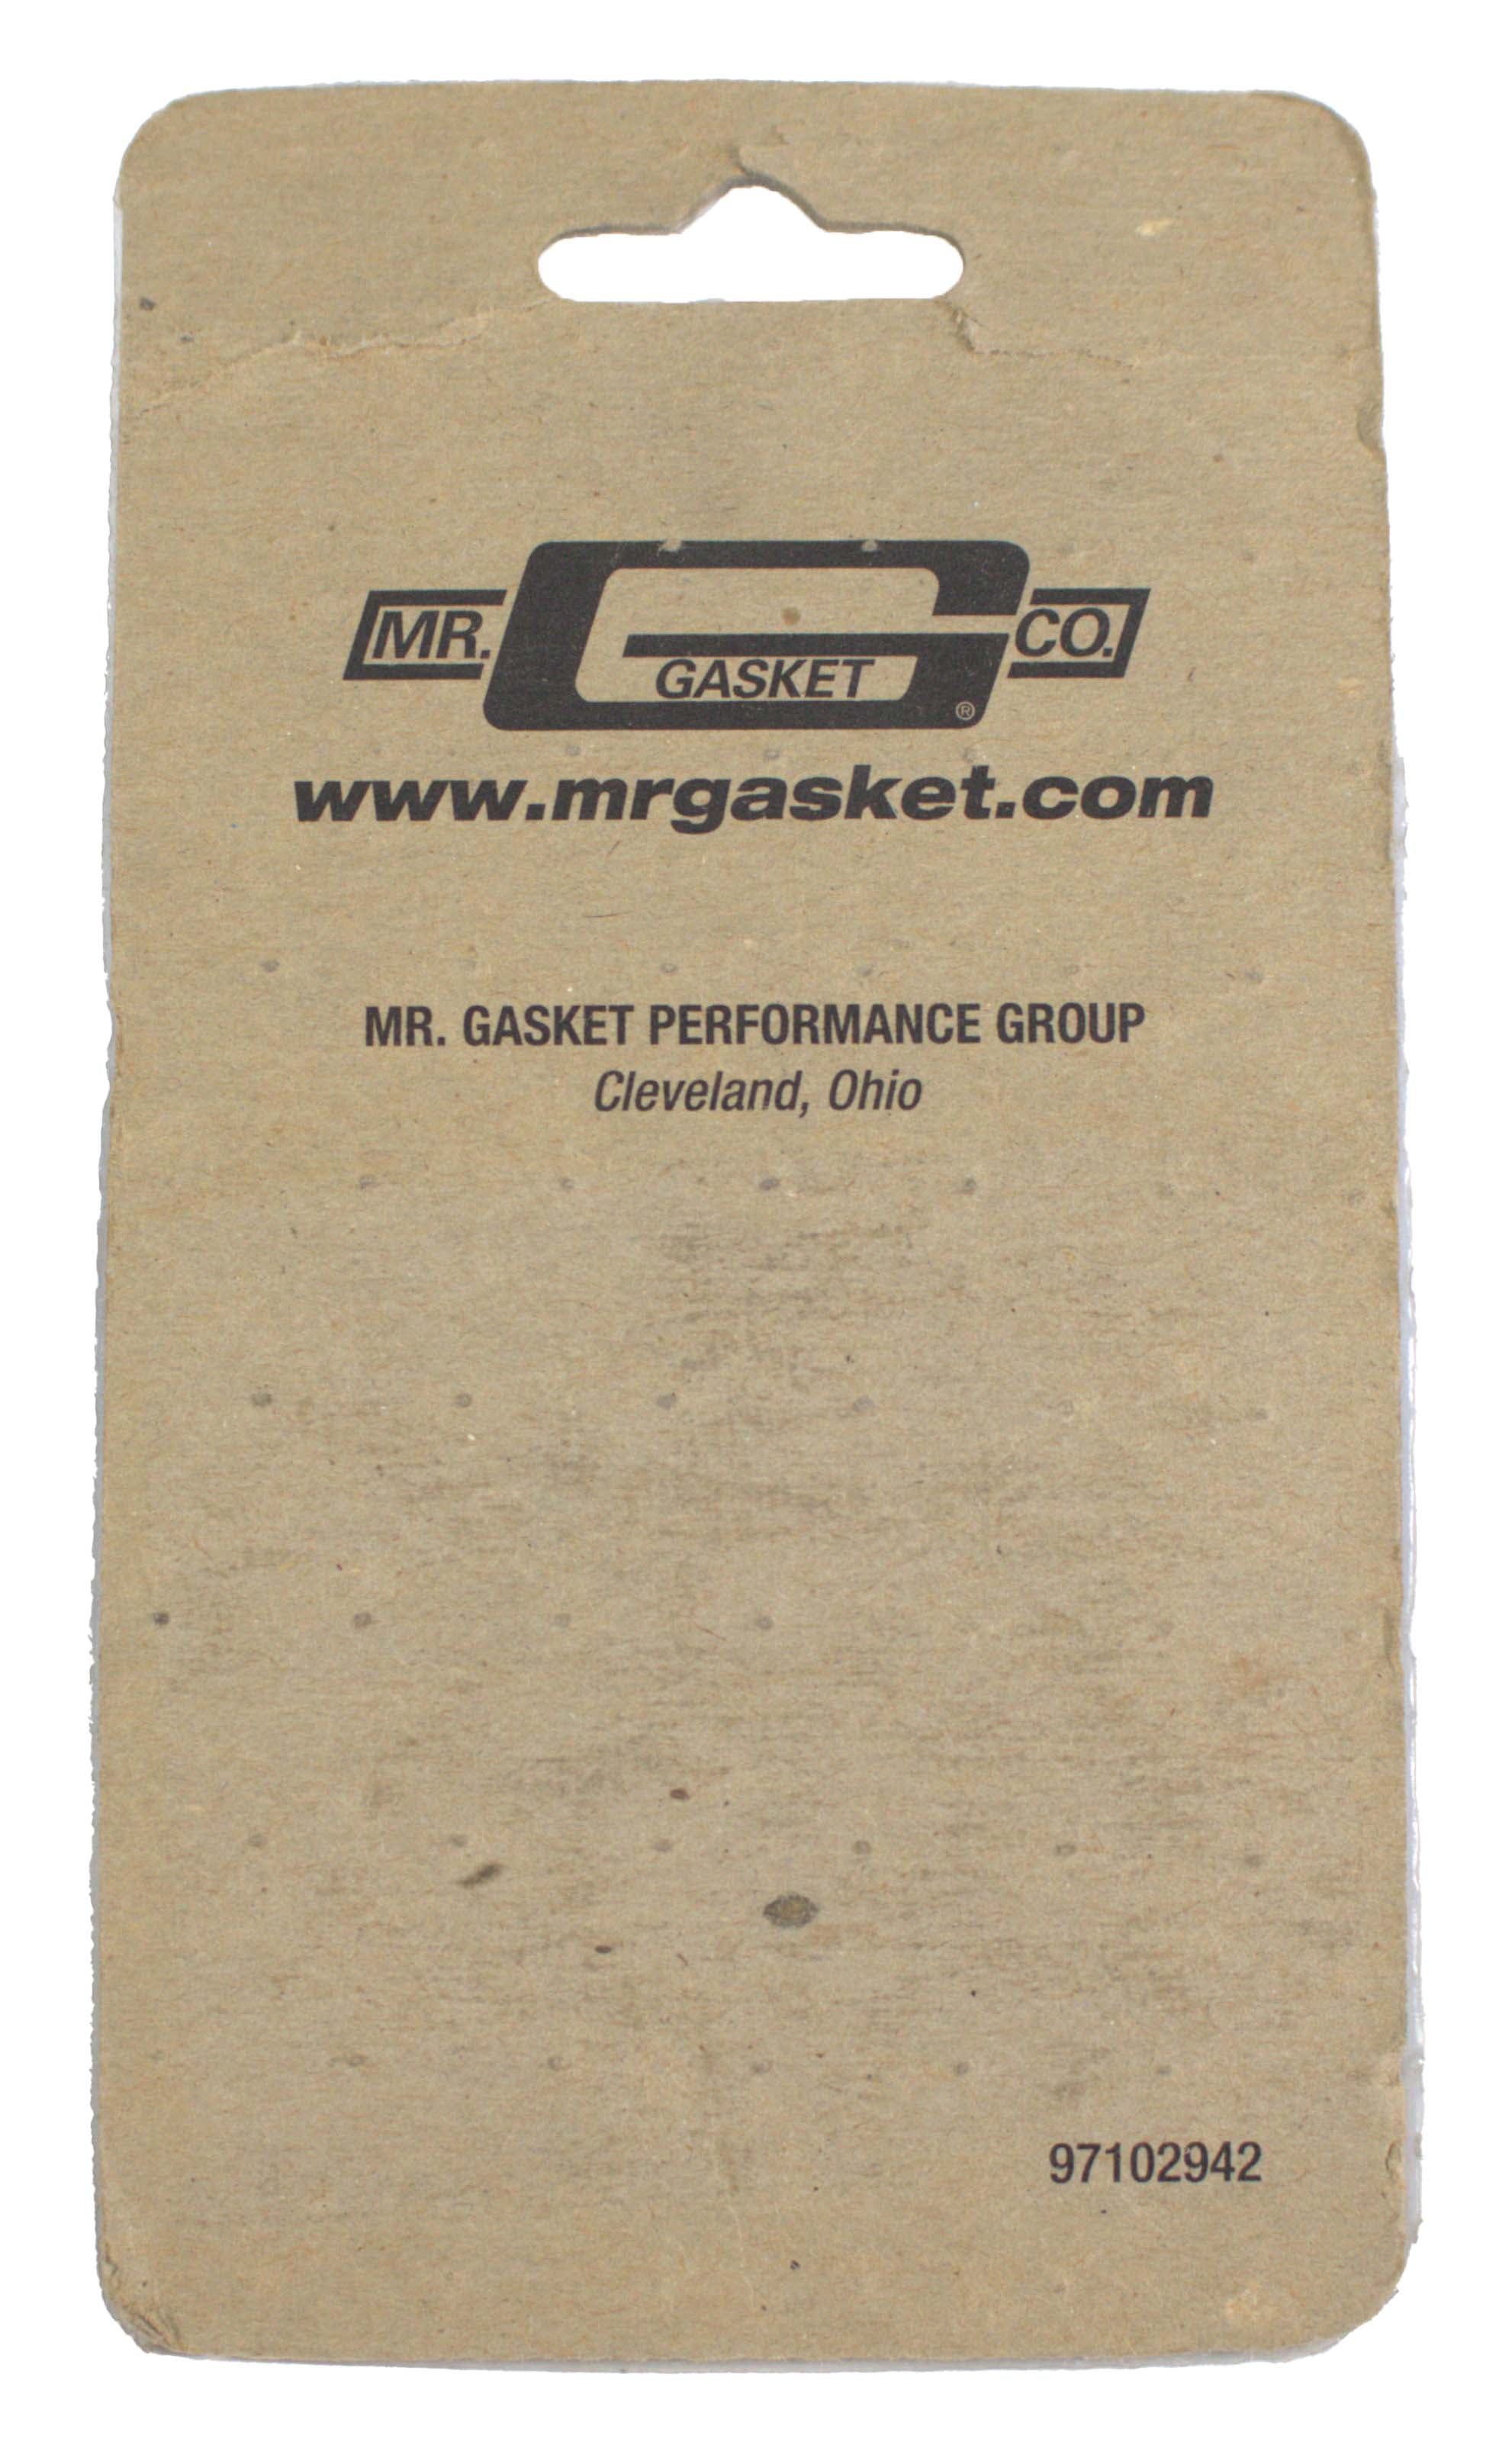 MR. GASKET CO.
®
www.mrgasket.com
MR. GASKET PERFORMANCE GROUP
Cleveland, Ohio
97102942